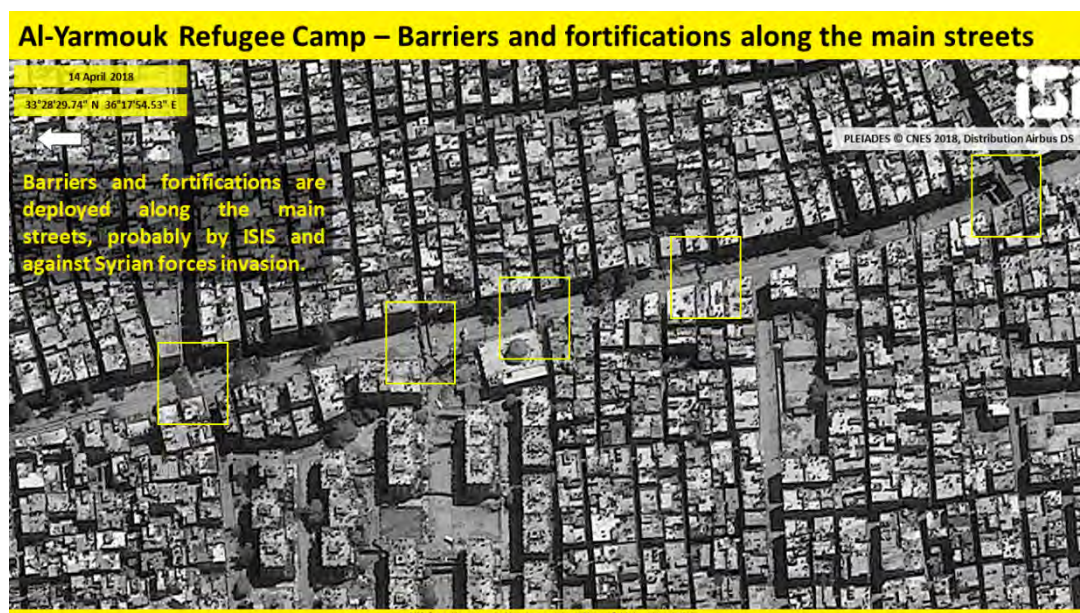 Al-Yarmouk Refugee Camp – Barriers and fortifications along the main streets
14 April 2018
33°28'29.74" N 36°17'54.53" E
PLEIADES © CNES 2018, Distribution Airbus DS
Barriers and fortifications are
deployed along the main
streets, probably by ISIS and
against Syrian forces invasion.
iSi